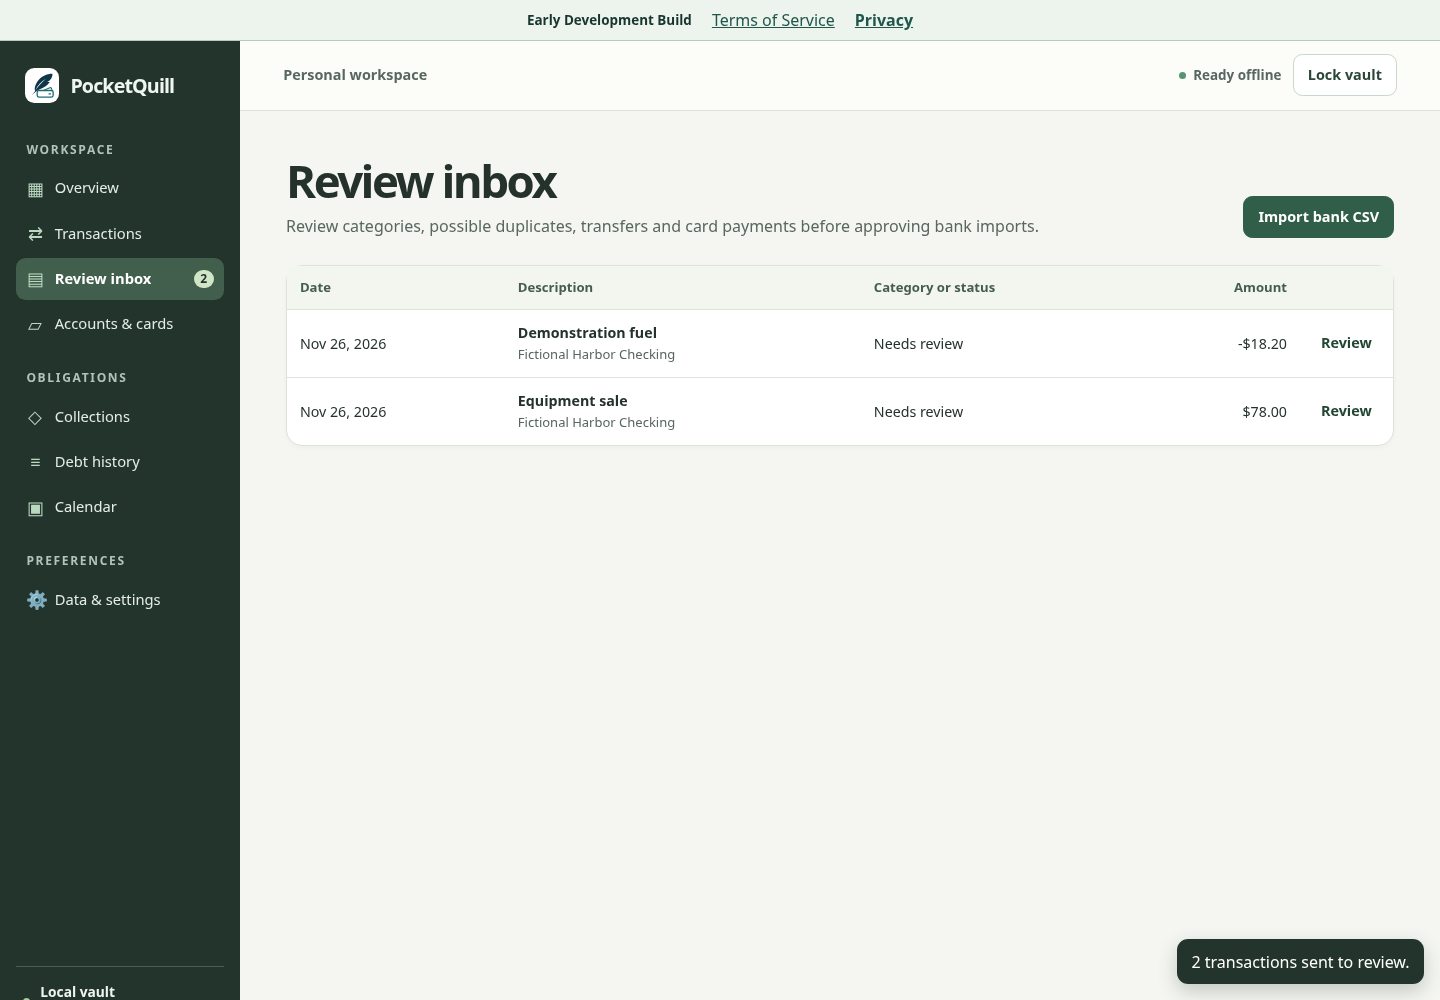 Early Development Build Terms of Service Privacy
PocketQuill
Personal workspace
Ready offline Lock vault
WORKSPACE
Overview
Transactions
Review inbox 2
Accounts & cards
OBLIGATIONS
Collections
Debt history
Calendar
PREFERENCES
Data & settings
Local vault
Review inbox
Review categories, possible duplicates, transfers and card payments before approving bank imports.
Import bank CSV
Date Description Category or status Amount
Nov 26, 2026 Demonstration fuel Needs review -$18.20 Review
Fictional Harbor Checking
Nov 26, 2026 Equipment sale Needs review $78.00 Review
Fictional Harbor Checking
2 transactions sent to review.